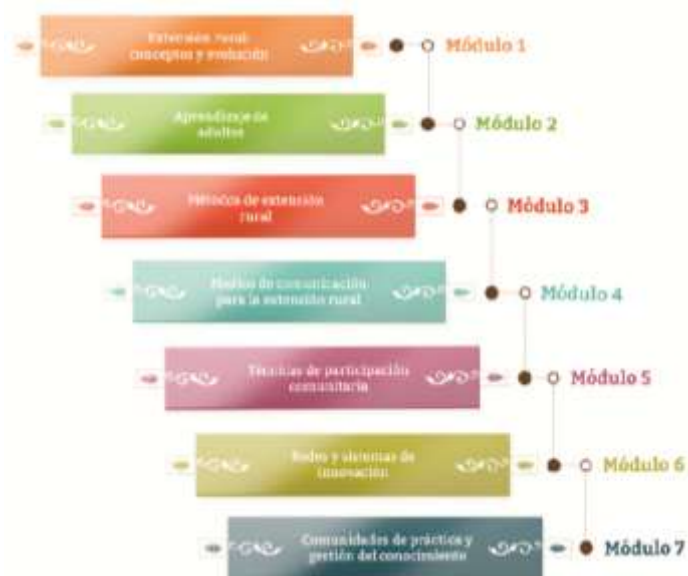 Extensión rural:
conceptos y evolución
Módulo 1
Aprendizaje de
adultos
Módulo 2
Métodos de extensión
rural
Módulo 3
Medios de comunicación
para la extensión rural
Módulo 4
Técnicas de participación
comunitaria
Módulo 5
Redes y sistemas de
innovación
Módulo 6
Comunidades de práctica y
gestión del conocimiento
Módulo 7